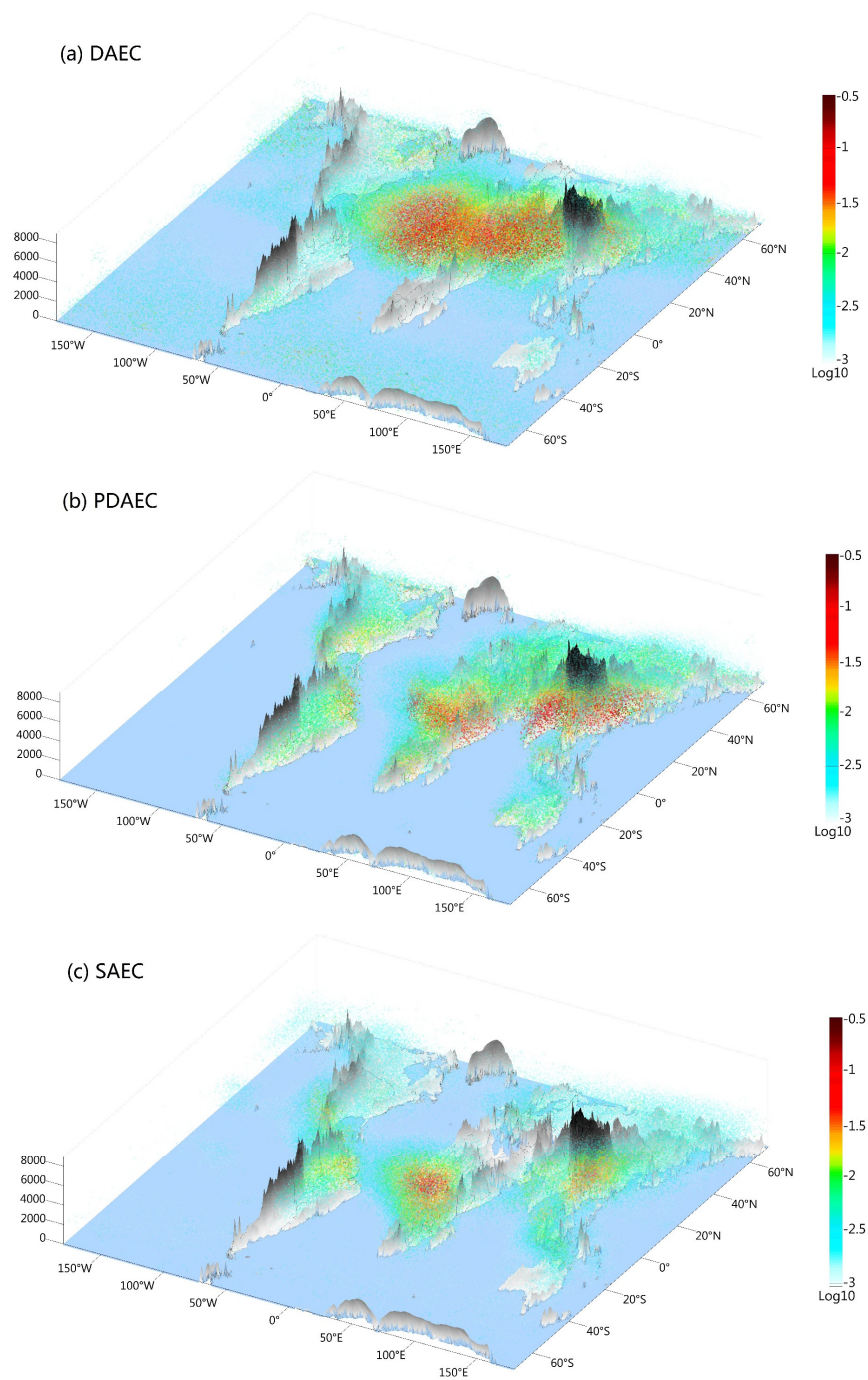 (a) DAEC
8000
6000
4000
2000
0
150°W
100°W
50°W
0°
50°E
100°E
150°E
60°S
40°S
20°S
0°
20°N
40°N
60°N
-0.5
-1
-1.5
-2
-2.5
-3
Log10
(b) PDAEC
8000
6000
4000
2000
0
150°W
100°W
50°W
0°
50°E
100°E
150°E
60°S
40°S
20°S
0°
20°N
40°N
60°N
-0.5
-1
-1.5
-2
-2.5
-3
Log10
(c) SAEC
8000
6000
4000
2000
0
150°W
100°W
50°W
0°
50°E
100°E
150°E
60°S
40°S
20°S
0°
20°N
40°N
60°N
-0.5
-1
-1.5
-2
-2.5
-3
Log10